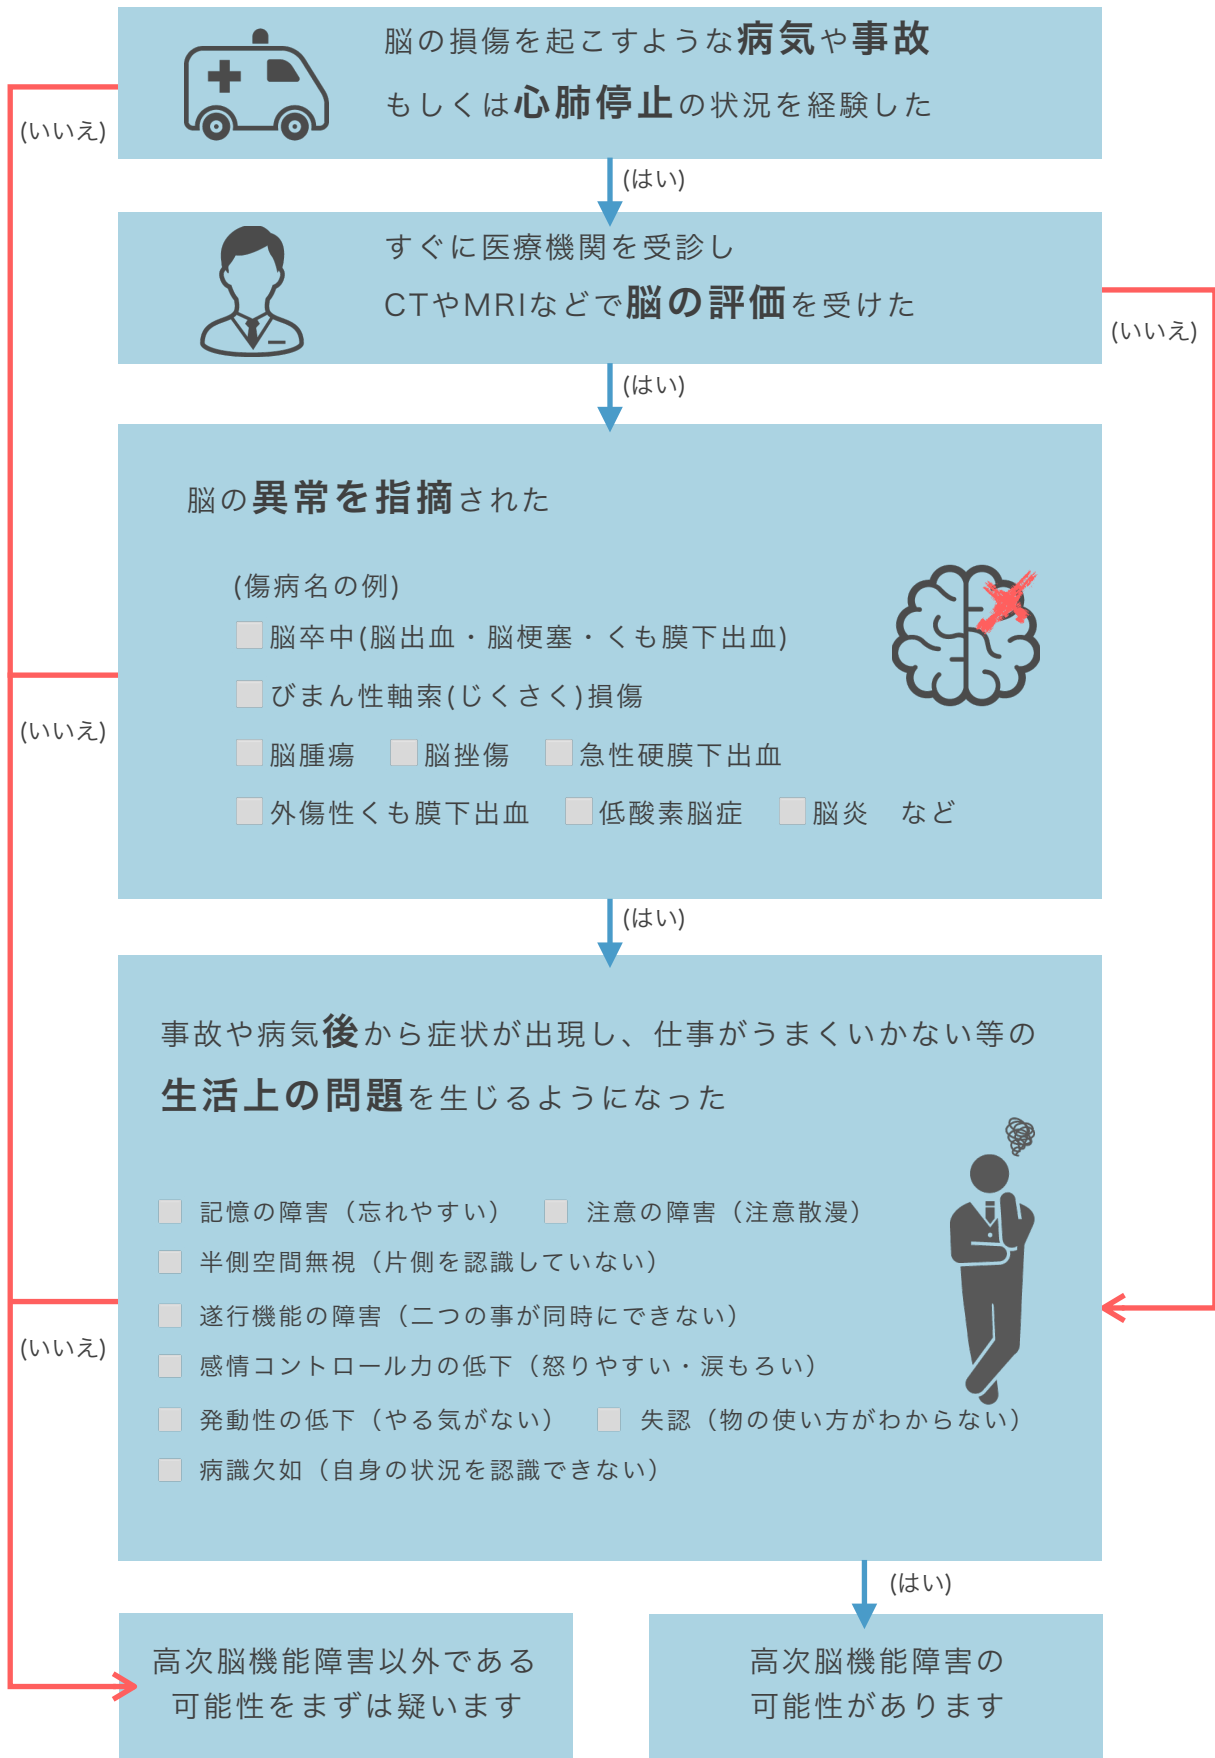 脳の損傷を起こすような病気や事故
もしくは心肺停止の状況を経験した
(いいえ)
(はい)
すぐに医療機関を受診し
CTやMRIなどで脳の評価を受けた
(いいえ)
(はい)
脳の異常を指摘された
(傷病名の例)
脳卒中(脳出血・脳梗塞・くも膜下出血)
びまん性軸索(じくさく)損傷
脳腫瘍 脳挫傷 急性硬膜下出血
外傷性くも膜下出血 低酸素脳症 脳炎 など
(いいえ)
(はい)
事故や病気後から症状が出現し、仕事がうまくいかない等の
生活上の問題を生じるようになった
記憶の障害（忘れやすい） 注意の障害（注意散漫）
半側空間無視（片側を認識していない）
遂行機能の障害（二つの事が同時にできない）
(いいえ)
感情コントロール力の低下（怒りやすい・涙もろい）
発動性の低下（やる気がない） 失認（物の使い方がわからない）
病識欠如（自身の状況を認識できない）
(はい)
高次脳機能障害以外である
可能性をまずは疑います
高次脳機能障害の
可能性があります